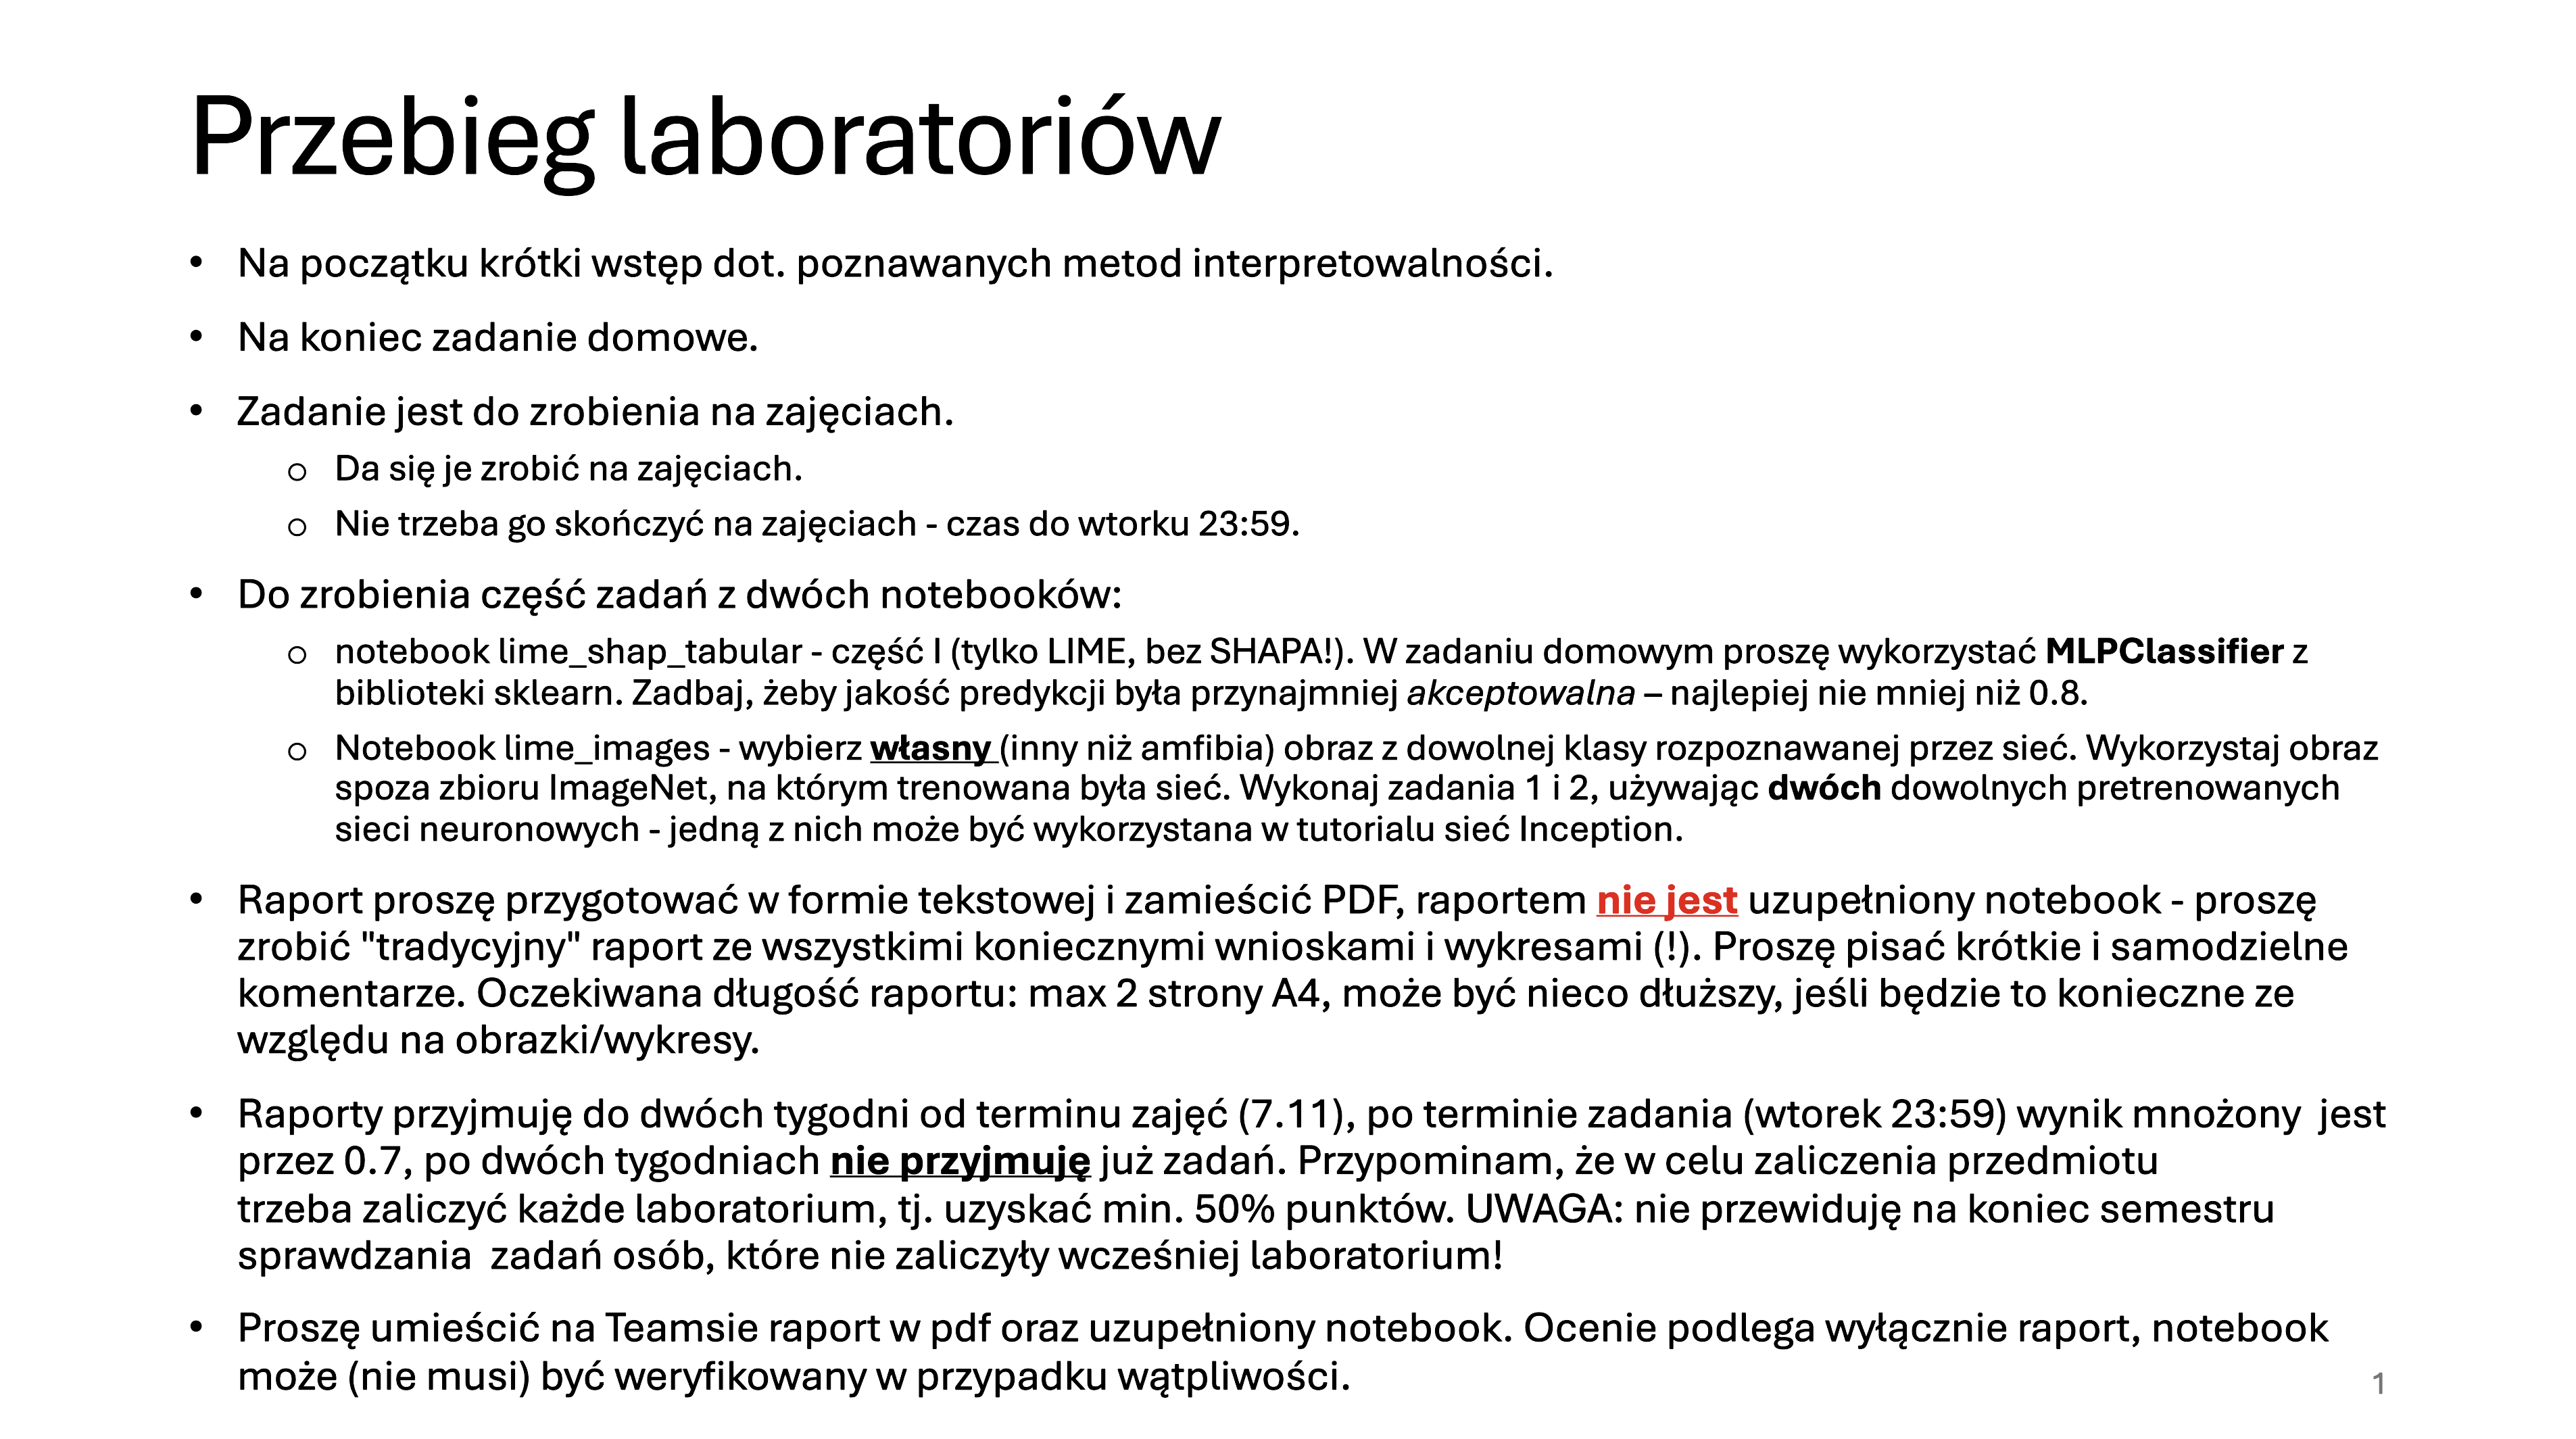 Przebieg laboratoriów
• Na początku krótki wstęp dot. poznawanych metod interpretowalności.
• Na koniec zadanie domowe.
• Zadanie jest do zrobienia na zajęciach.
o Da się je zrobić na zajęciach.
o Nie trzeba go skończyć na zajęciach - czas do wtorku 23:59.
• Do zrobienia część zadań z dwóch notebooków:
o notebook lime_shap_tabular - część I (tylko LIME, bez SHAPA!). W zadaniu domowym proszę wykorzystać MLPClassifier z
biblioteki sklearn. Zadbaj, żeby jakość predykcji była przynajmniej akceptowalna – najlepiej nie mniej niż 0.8.
o Notebook lime_images - wybierz własny (inny niż amfibia) obraz z dowolnej klasy rozpoznawanej przez sieć. Wykorzystaj obraz
spoza zbioru ImageNet, na którym trenowana była sieć. Wykonaj zadania 1 i 2, używając dwóch dowolnych pretrenowanych
sieci neuronowych - jedną z nich może być wykorzystana w tutorialu sieć Inception.
• Raport proszę przygotować w formie tekstowej i zamieścić PDF, raportem nie jest uzupełniony notebook - proszę
zrobić "tradycyjny" raport ze wszystkimi koniecznymi wnioskami i wykresami (!). Proszę pisać krótkie i samodzielne
komentarze. Oczekiwana długość raportu: max 2 strony A4, może być nieco dłuższy, jeśli będzie to konieczne ze
względu na obrazki/wykresy.
• Raporty przyjmuję do dwóch tygodni od terminu zajęć (7.11), po terminie zadania (wtorek 23:59) wynik mnożony jest
przez 0.7, po dwóch tygodniach nie przyjmuję już zadań. Przypominam, że w celu zaliczenia przedmiotu
trzeba zaliczyć każde laboratorium, tj. uzyskać min. 50% punktów. UWAGA: nie przewiduję na koniec semestru
sprawdzania zadań osób, które nie zaliczyły wcześniej laboratorium!
• Proszę umieścić na Teamsie raport w pdf oraz uzupełniony notebook. Ocenie podlega wyłącznie raport, notebook
może (nie musi) być weryfikowany w przypadku wątpliwości.
1